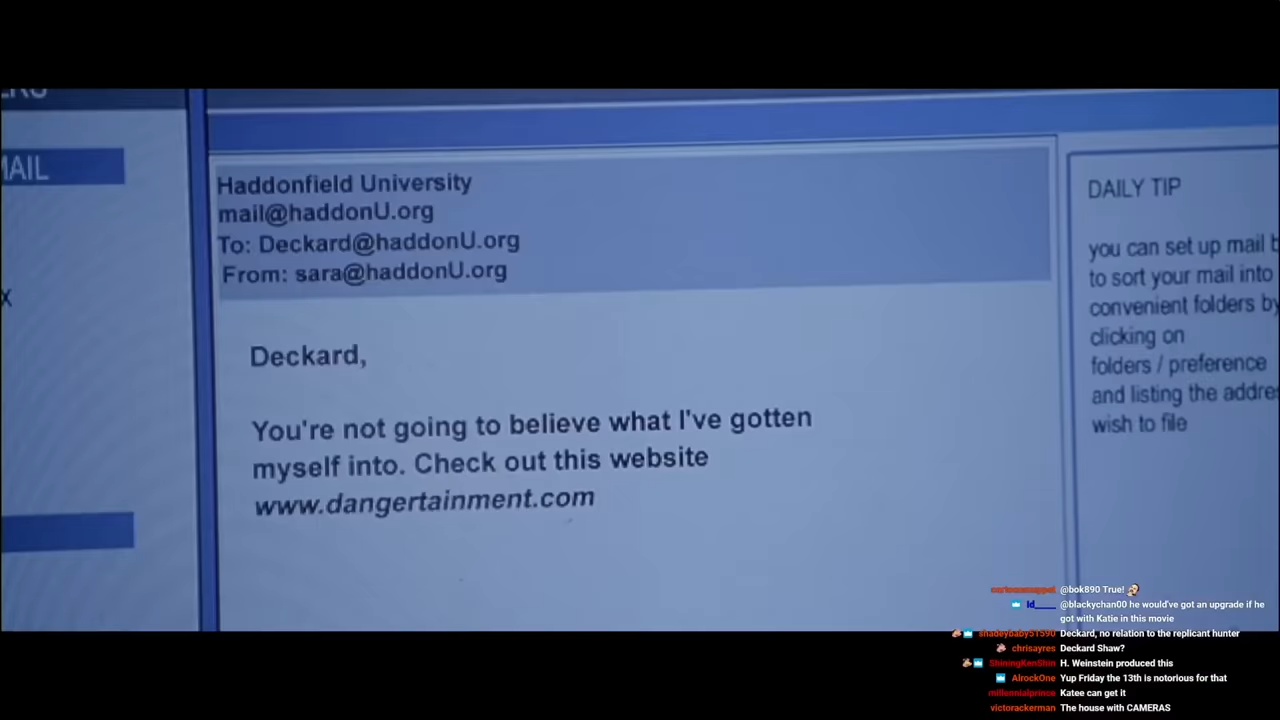 MAIL
X
Haddonfield University
mail@haddonU.org
To: Deckard@haddonU.org
From: sara@haddonU.org
Deckard,
You're not going to believe what I've gotten
myself into. Check out this website
www.dangertainment.com
DAILY TIP
you can set up mail b
to sort your mail into
convenient folders by
clicking on
folders / preference
and listing the addre
wish to file
@bok890 True!
ld____ @blackychan00 he would've got an upgrade if he
got with Katie in this movie
Deckard, no relation to the replicant hunter
chrisayres Deckard Shaw?
ShiningKenShin H. Weinstein produced this
AlrockOne Yup Friday the 13th is notorious for that
millennialprince Katee can get it
victorackerman The house with CAMERAS